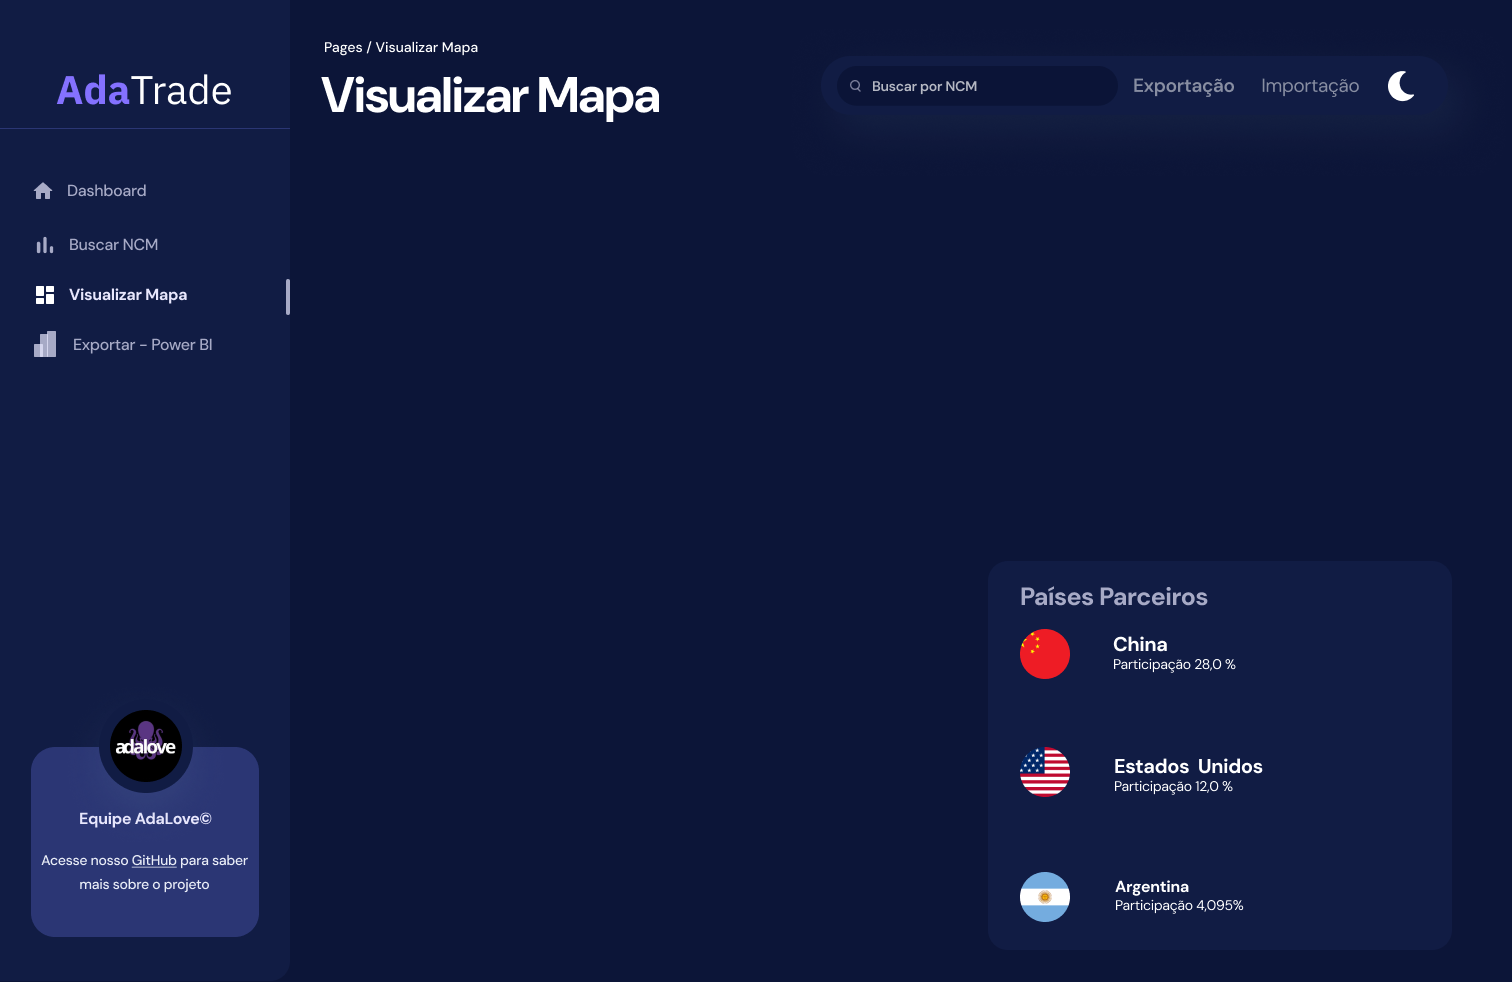 AdaTrade
Dashboard
Buscar NCM
Visualizar Mapa
Exportar - Power BI
adalove
Equipe AdaLove©
Acesse nosso GitHub para saber
mais sobre o projeto
Pages / Visualizar Mapa
Visualizar Mapa
Buscar por NCM
Exportação
Importação
Países Parceiros
China
Participação 28,0 %
Estados Unidos
Participação 12,0 %
Argentina
Participação 4,095%